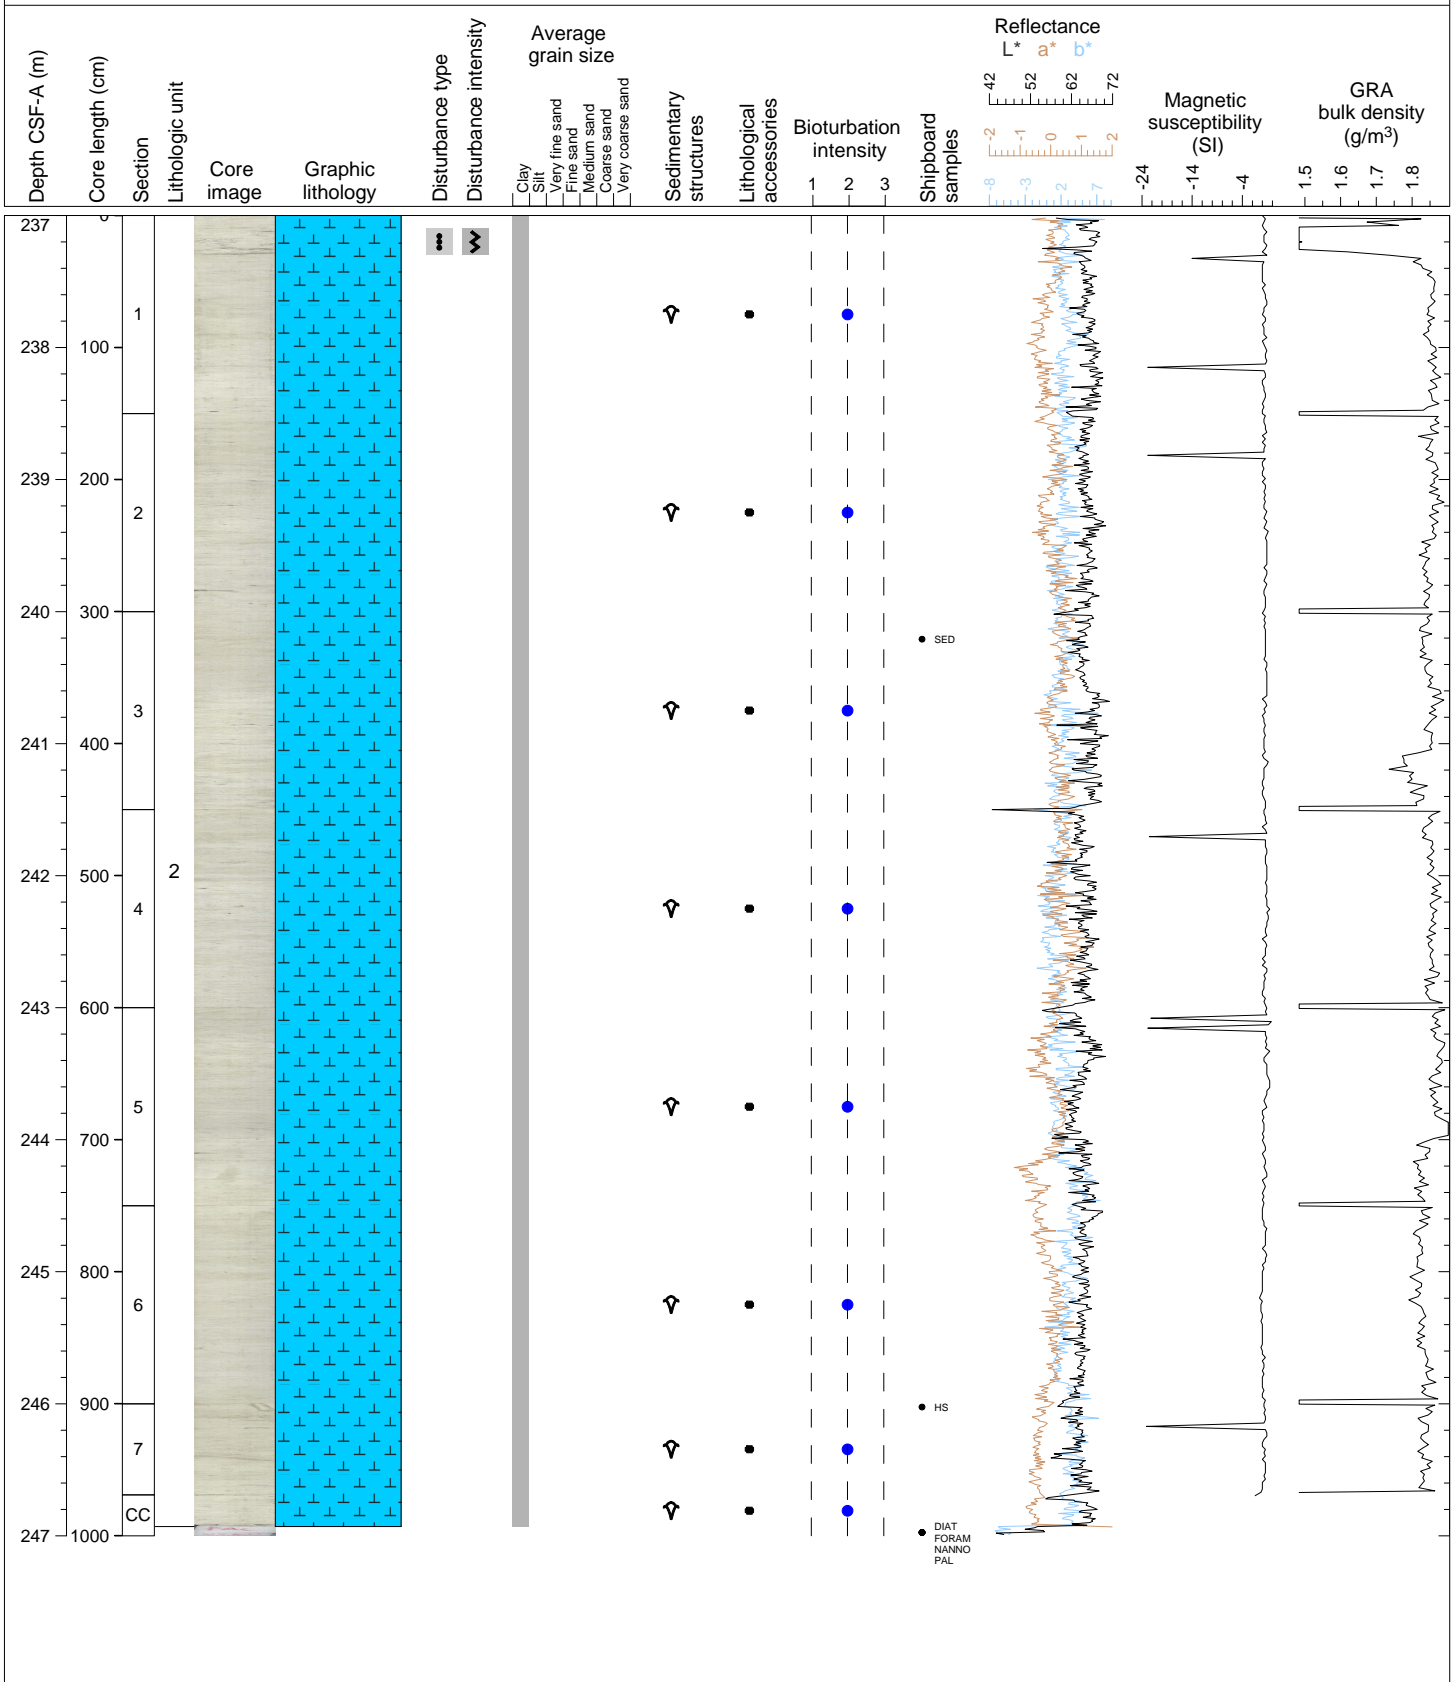 Depth CSF-A (m)
Core length (cm)
Section
Lithologic unit
Core
image
Graphic
lithology
Disturbance type
Disturbance intensity
Average
grain size
Clay
Silt
Very fine sand
Fine sand
Medium sand
Coarse sand
Very coarse sand
Sedimentary
structures
Lithological
accessories
Bioturbation
intensity
1 2 3
Shipboard
samples
Reflectance
L* a* b*
42 52 62 72
-2 -1 0 1 2
-8 -3 2 7
Magnetic
susceptibility
(SI)
-24 -14 -4
GRA
bulk density
(g/m3)
1.5 1.6 1.7 1.8
237 0
1
238 100
239 200
2
240 300
SED
3
241 400
2
242 500
4
243 600
5
244 700
245 800
6
246 900
HS
7
CC
247 1000
DIAT
FORAM
NANNO
PAL